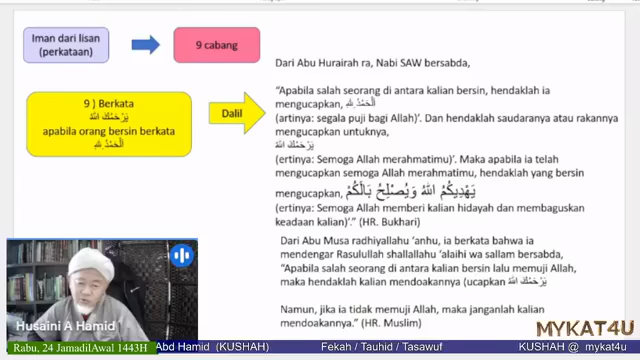 Iman dari lisan
(perkataan)
9 cabang
9 ) Berkata
يَرْحَمُكَ اللهُ
apabila orang bersin berkata
الْحَمْدُ لِلهِ
Dalil
Dari Abu Hurairah ra, Nabi SAW bersabda,
“Apabila salah seorang di antara kalian bersin, hendaklah ia
mengucapkan, الْحَمْدُ لِلهِ
(artinya: segala puji bagi Allah)’. Dan hendaklah saudaranya atau rakannya
mengucapkan untuknya,
يَرْحَمُكَ اللهُ
(ertinya: Semoga Allah merahmatimu)’. Maka apabila ia telah
mengucapkan semoga Allah merahmatimu, hendaklah yang bersin
mengucapkan, يَهْدِيكُمُ اللهُ وَيُصْلِحُ بَالَكُمْ
(ertinya: Semoga Allah memberi kalian hidayah dan membaguskan
keadaan kalian)’.” (HR. Bukhari)
Dari Abu Musa radhiyallahu ‘anhu, ia berkata bahwa ia
mendengar Rasulullah shallallahu ‘alaihi wa sallam bersabda,
“Apabila salah seorang di antara kalian bersin lalu memuji Allah,
maka hendaklah kalian mendoakannya (ucapkan يَرْحَمُكَ اللهُ
Namun, jika ia tidak memuji Allah, maka janganlah kalian
mendoakannya.” (HR. Muslim)
Husaini A Hamid
MYKAT4U
Rabu, 24 JamadilAwal 1443H
Abd Hamid (KUSHAH)
Fekah / Tauhid / Tasawuf
KUSHAH @ mykat4u